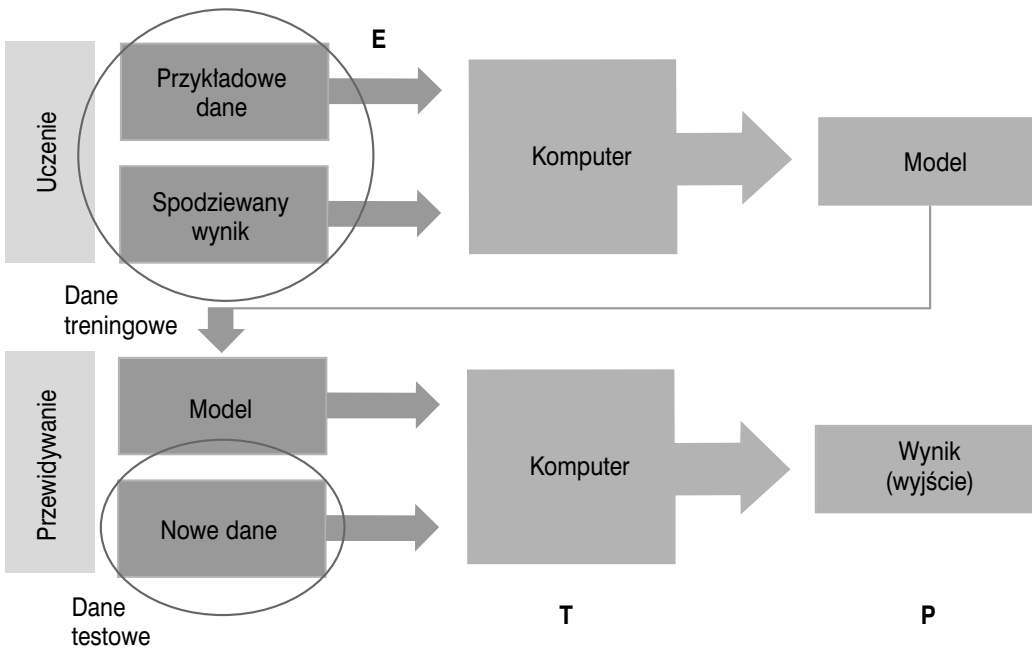 E
Uczenie
Przykładowe
dane
Spodziewany
wynik
Komputer
Model
Dane
treningowe
Przewidywanie
Model
Nowe dane
Komputer
Wynik
(wyjście)
Dane
testowe
T
P